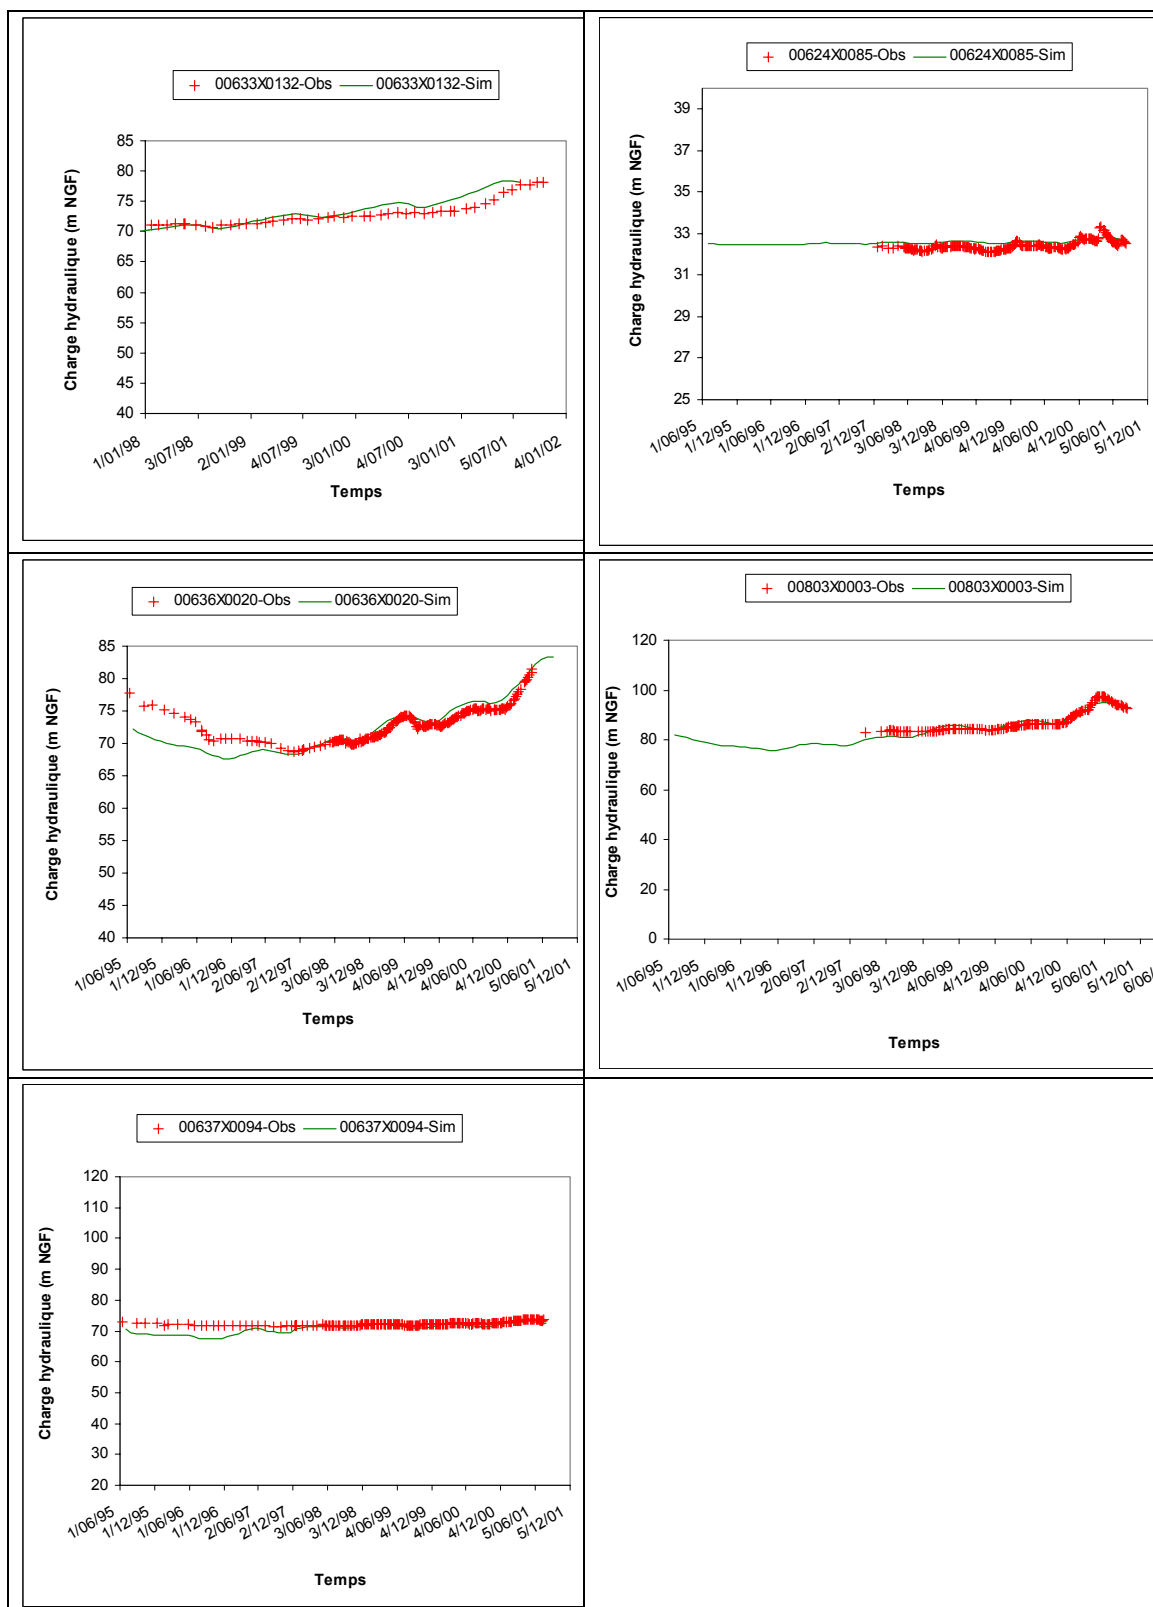 00633X0132-Obs 00633X0132-Sim
Charge hydraulique (m NGF)
85
80
75
70
65
60
55
50
45
40
1/01/98 3/07/98 2/01/99 4/07/99 3/01/00 4/07/00 3/01/01 5/07/01 4/01/02
Temps
00624X0085-Obs 00624X0085-Sim
Charge hydraulique (m NGF)
39
37
35
33
31
29
27
25
1/06/95 1/12/95 1/06/96 1/12/96 2/06/97 2/12/97 3/06/98 3/12/98 4/06/99 4/12/99 4/06/00 4/12/00 5/06/01 5/12/01
Temps
00636X0020-Obs 00636X0020-Sim
Charge hydraulique (m NGF)
85
80
75
70
65
60
55
50
45
40
1/06/95 1/12/95 1/06/96 1/12/96 2/06/97 2/12/97 3/06/98 3/12/98 4/06/99 4/12/99 4/06/00 4/12/00 5/06/01 5/12/01
Temps
00803X0003-Obs 00803X0003-Sim
Charge hydraulique (m NGF)
120
100
80
60
40
20
0
1/06/95 1/12/95 1/06/96 1/12/96 2/06/97 2/12/97 3/06/98 3/12/98 4/06/99 4/12/99 4/06/00 4/12/00 5/06/01 5/12/01
Temps
00637X0094-Obs 00637X0094-Sim
Charge hydraulique (m NGF)
120
110
100
90
80
70
60
50
40
30
20
1/06/95 1/12/95 1/06/96 1/12/96 2/06/97 2/12/97 3/06/98 3/12/98 4/06/99 4/12/99 4/06/00 4/12/00 5/06/01 5/12/01
Temps